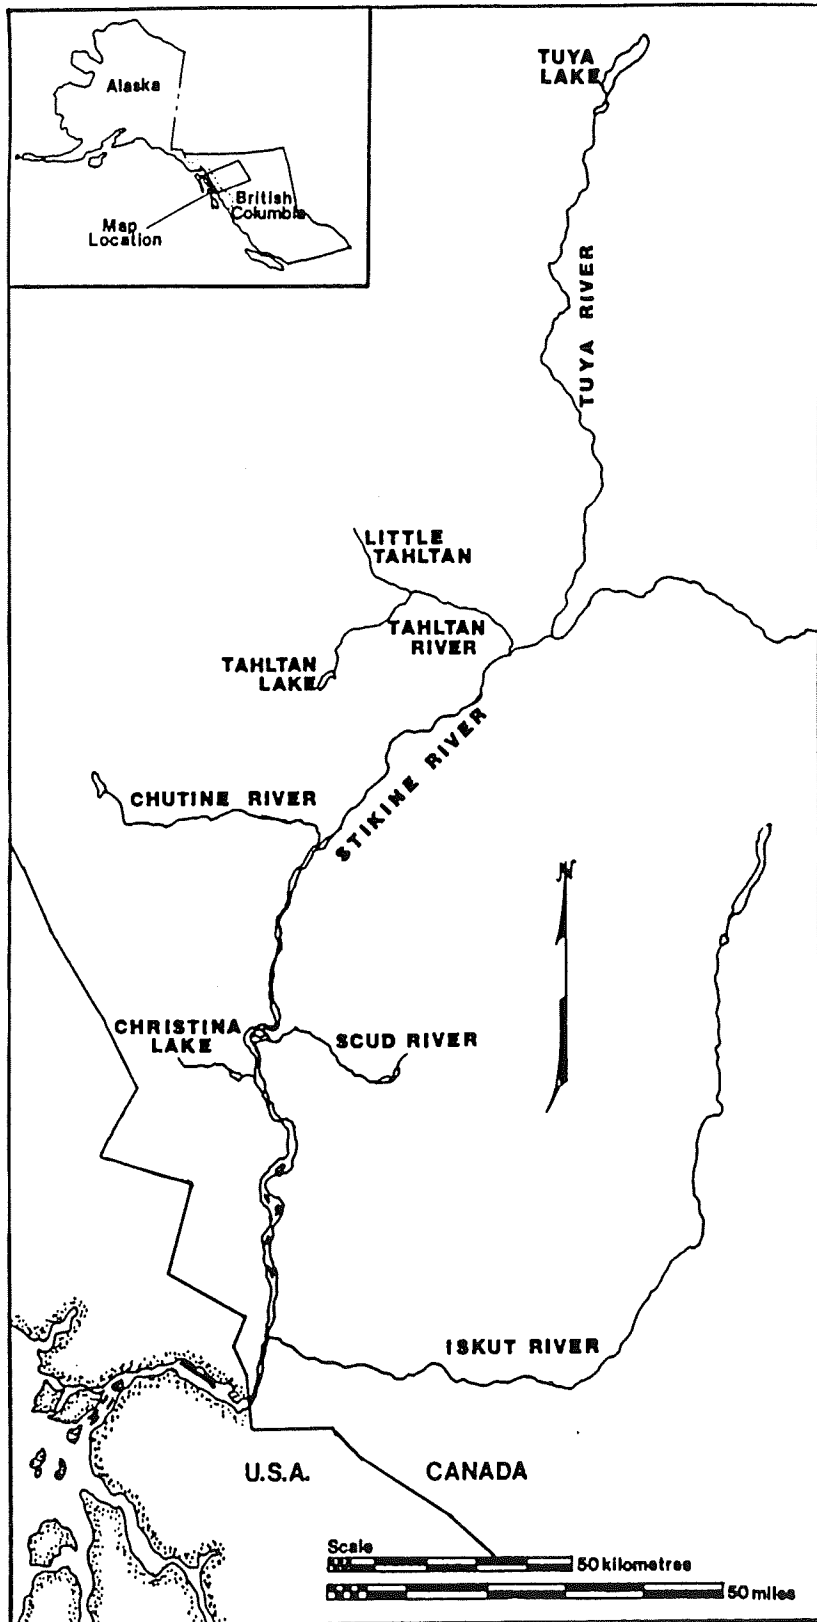 Alaska
British
Columbia
Map
Location
TUYA
LAKE
TUYA RIVER
LITTLE
TAHLTAN
TAHLTAN
RIVER
TAHLTAN
LAKE
STIKINE RIVER
CHUTINE RIVER
N
CHRISTINA
LAKE
SCUD RIVER
ISKUT RIVER
U.S.A.
CANADA
Scale
50 kilometres
50 miles